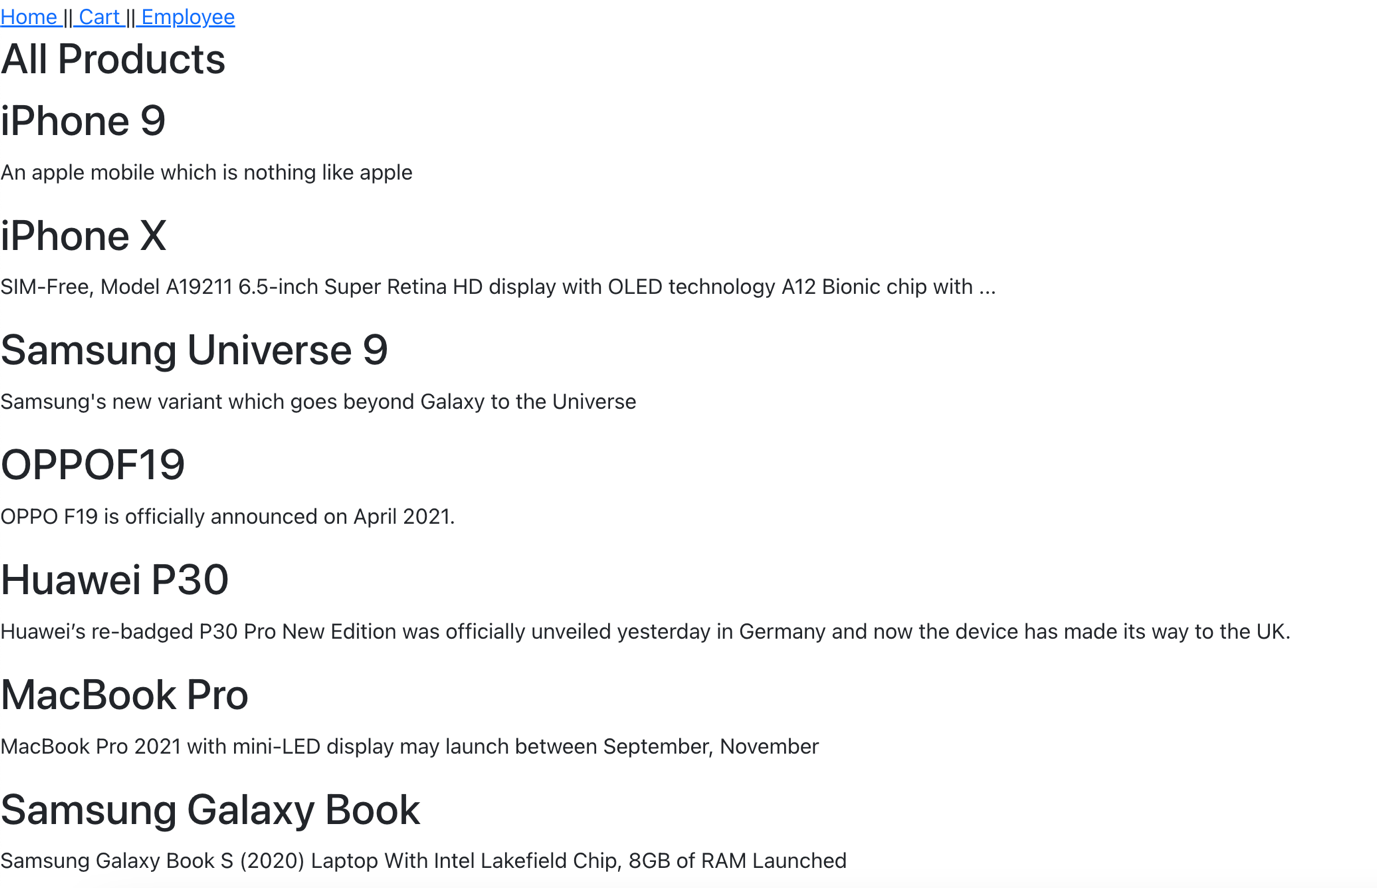 Home || Cart || Employee
All Products
iPhone 9
An apple mobile which is nothing like apple
iPhone X
SIM-Free, Model A19211 6.5-inch Super Retina HD display with OLED technology A12 Bionic chip with ...
Samsung Universe 9
Samsung's new variant which goes beyond Galaxy to the Universe
OPPOF19
OPPO F19 is officially announced on April 2021.
Huawei P30
Huawei’s re-badged P30 Pro New Edition was officially unveiled yesterday in Germany and now the device has made its way to the UK.
MacBook Pro
MacBook Pro 2021 with mini-LED display may launch between September, November
Samsung Galaxy Book
Samsung Galaxy Book S (2020) Laptop With Intel Lakefield Chip, 8GB of RAM Launched